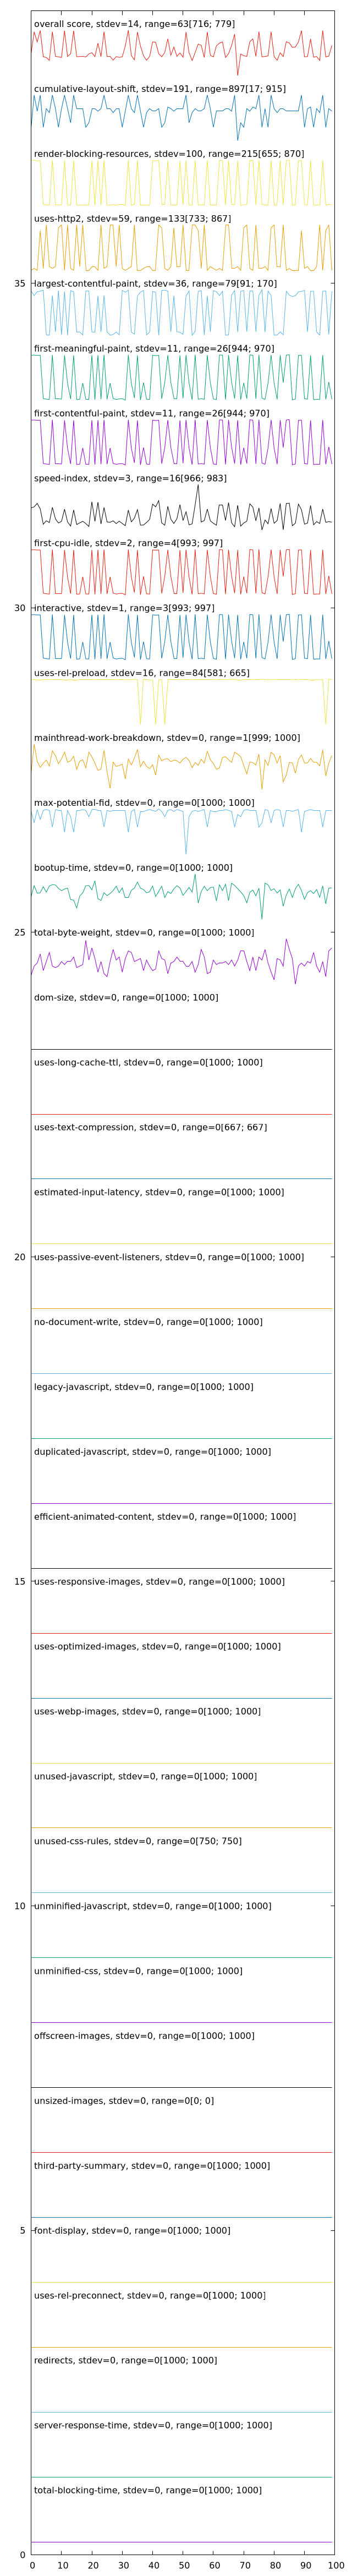 overall score, stdev=14, range=63[716; 779]
cumulative-layout-shift, stdev=191, range=897[17; 915]
render-blocking-resources, stdev=100, range=215[655; 870]
uses-http2, stdev=59, range=133[733; 867]
35
largest-contentful-paint, stdev=36, range=79[91; 170]
first-meaningful-paint, stdev=11, range=26[944; 970]
first-contentful-paint, stdev=11, range=26[944; 970]
speed-index, stdev=3, range=16[966; 983]
first-cpu-idle, stdev=2, range=4[993; 997]
30
interactive, stdev=1, range=3[993; 997]
uses-rel-preload, stdev=16, range=84[581; 665]
mainthread-work-breakdown, stdev=0, range=1[999; 1000]
max-potential-fid, stdev=0, range=0[1000; 1000]
bootup-time, stdev=0, range=0[1000; 1000]
25
total-byte-weight, stdev=0, range=0[1000; 1000]
dom-size, stdev=0, range=0[1000; 1000]
uses-long-cache-ttl, stdev=0, range=0[1000; 1000]
uses-text-compression, stdev=0, range=0[667; 667]
estimated-input-latency, stdev=0, range=0[1000; 1000]
20
uses-passive-event-listeners, stdev=0, range=0[1000; 1000]
no-document-write, stdev=0, range=0[1000; 1000]
legacy-javascript, stdev=0, range=0[1000; 1000]
duplicated-javascript, stdev=0, range=0[1000; 1000]
efficient-animated-content, stdev=0, range=0[1000; 1000]
15
uses-responsive-images, stdev=0, range=0[1000; 1000]
uses-optimized-images, stdev=0, range=0[1000; 1000]
uses-webp-images, stdev=0, range=0[1000; 1000]
unused-javascript, stdev=0, range=0[1000; 1000]
unused-css-rules, stdev=0, range=0[750; 750]
10
unminified-javascript, stdev=0, range=0[1000; 1000]
unminified-css, stdev=0, range=0[1000; 1000]
offscreen-images, stdev=0, range=0[1000; 1000]
unsized-images, stdev=0, range=0[0; 0]
third-party-summary, stdev=0, range=0[1000; 1000]
5
font-display, stdev=0, range=0[1000; 1000]
uses-rel-preconnect, stdev=0, range=0[1000; 1000]
redirects, stdev=0, range=0[1000; 1000]
server-response-time, stdev=0, range=0[1000; 1000]
total-blocking-time, stdev=0, range=0[1000; 1000]
0
0 10 20 30 40 50 60 70 80 90 100